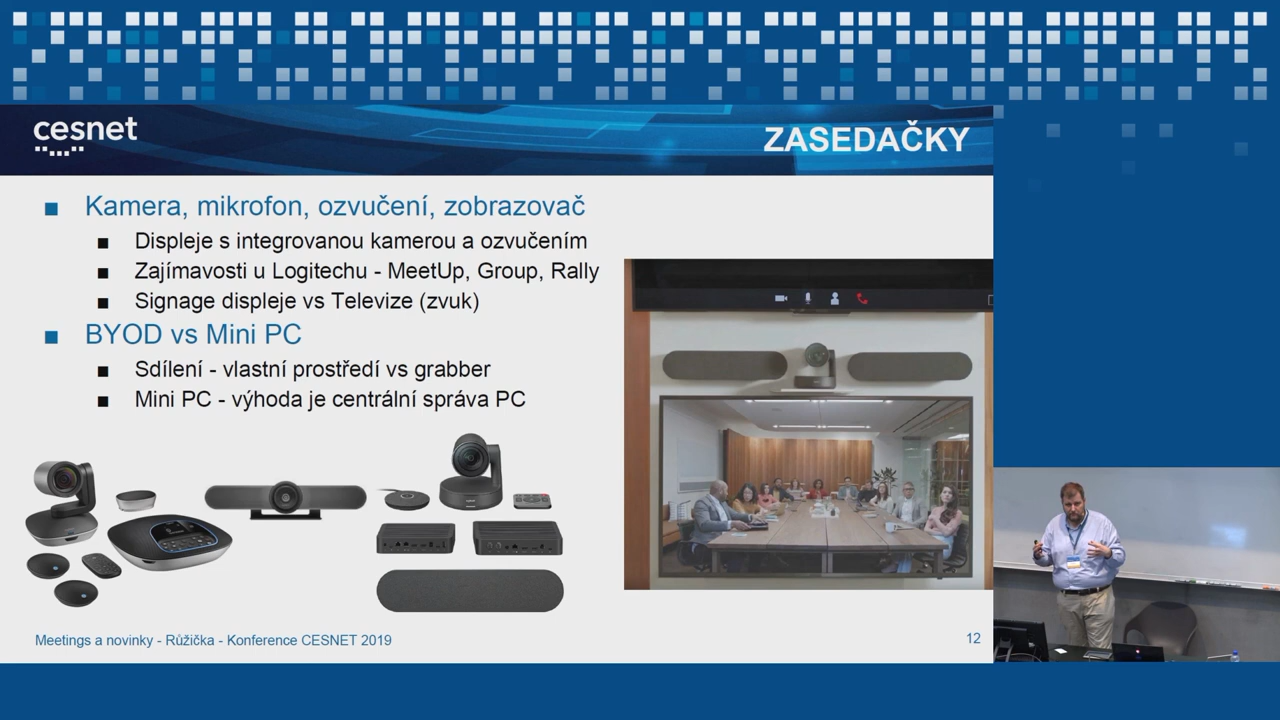 cesnet
ZASEDAČKY
Kamera, mikrofon, ozvučení, zobrazovač
Displeje s integrovanou kamerou a ozvučením
Zajímavosti u Logitechu - MeetUp, Group, Rally
Signage displeje vs Televize (zvuk)
BYOD vs Mini PC
Sdílení - vlastní prostředí vs grabber
Mini PC - výhoda je centrální správa PC
Meetings a novinky - Růžička - Konference CESNET 2019
12